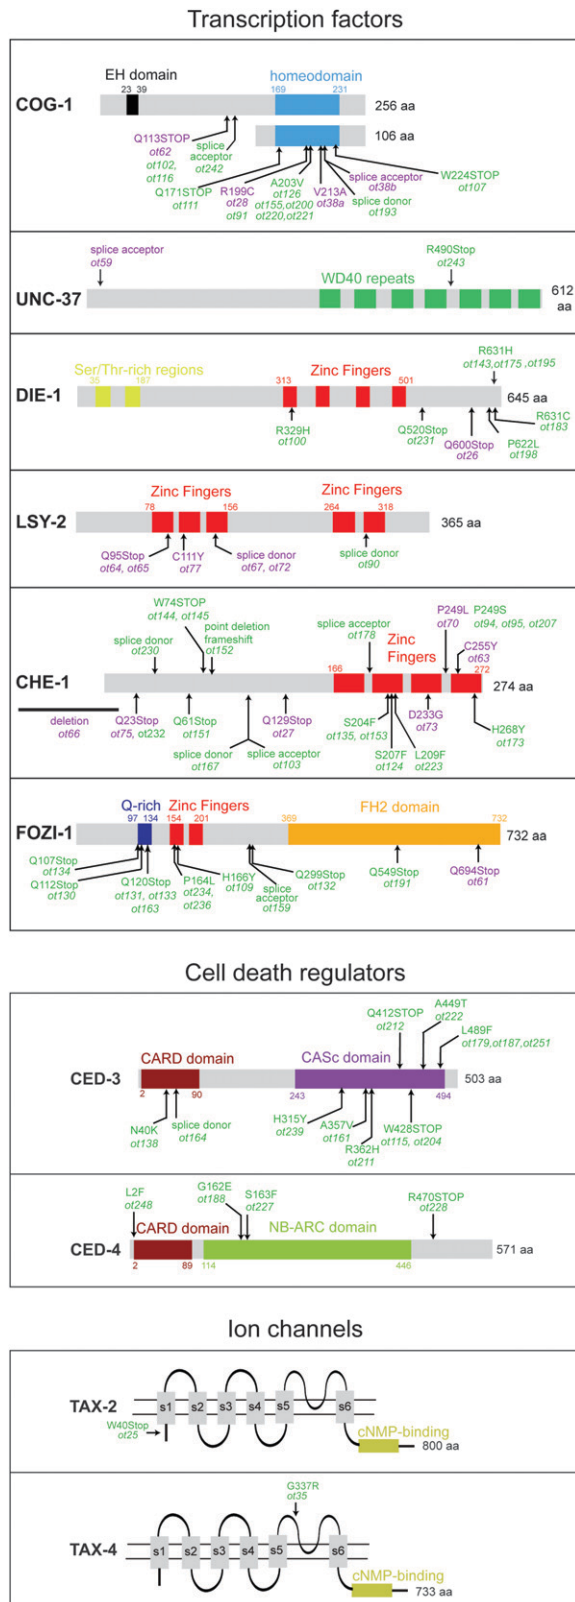 Transcription factors
EH domain
homeodomain
23 39
169 231
COG-1
256 aa
106 aa
Q113STOP
ot62
ot102,
ot116
splice
acceptor
ot242
Q171STOP
ot111
R199C
ot28
ot91
A203V
ot126
ot155,ot200
ot220,ot221
V213A
ot38a
splice acceptor
ot38b
splice donor
ot193
W224STOP
ot107
splice acceptor
ot59
R490Stop
ot243
WD40 repeats
UNC-37
612
aa
Ser/Thr-rich regions
35 187
Zinc Fingers
313 501
R631H
ot143,ot175 ,ot195
DIE-1
645 aa
R329H
ot100
Q520Stop
ot231
Q600Stop
ot26
P622L
ot198
R631C
ot183
Zinc Fingers
78 156
Zinc Fingers
264 318
LSY-2
365 aa
Q95Stop
ot64, ot65
C111Y
ot77
splice donor
ot67, ot72
splice donor
ot90
W74STOP
ot144, ot145
splice donor
ot230
point deletion
frameshift
ot152
splice acceptor
ot178
Zinc
Fingers
P249L
ot70
P249S
ot94, ot95, ot207
C255Y
ot63
166 272
CHE-1
274 aa
deletion
ot66
Q23Stop
ot75, ot232
Q61Stop
ot151
splice donor
ot167
splice acceptor
ot103
Q129Stop
ot27
S204F
ot135, ot153
S207F
ot124
L209F
ot223
D233G
ot73
H268Y
ot173
Q-rich
97 134
Zinc Fingers
154 201
FH2 domain
369 732
FOZI-1
732 aa
Q107Stop
ot134
Q112Stop
ot130
Q120Stop
ot131, ot133
ot163
P164L
ot234,
ot236
H166Y
ot109
splice
acceptor
ot159
Q299Stop
ot132
Q549Stop
ot191
Q694Stop
ot61
Cell death regulators
Q412STOP
ot212
A449T
ot222
L489F
ot179,ot187,ot251
CARD domain
CASc domain
CED-3
503 aa
2 90
243 494
N40K
ot138
splice donor
ot164
H315Y
ot239
A357V
ot161
R362H
ot211
W428STOP
ot115, ot204
L2F
ot248
G162E
ot188
S163F
ot227
R470STOP
ot228
CARD domain
NB-ARC domain
CED-4
571 aa
2 89
114 446
Ion channels
TAX-2
s1 s2 s3 s4 s5 s6
W40Stop
ot25
cNMP-binding
800 aa
G337R
ot35
TAX-4
s1 s2 s3 s4 s5 s6
cNMP-binding
733 aa